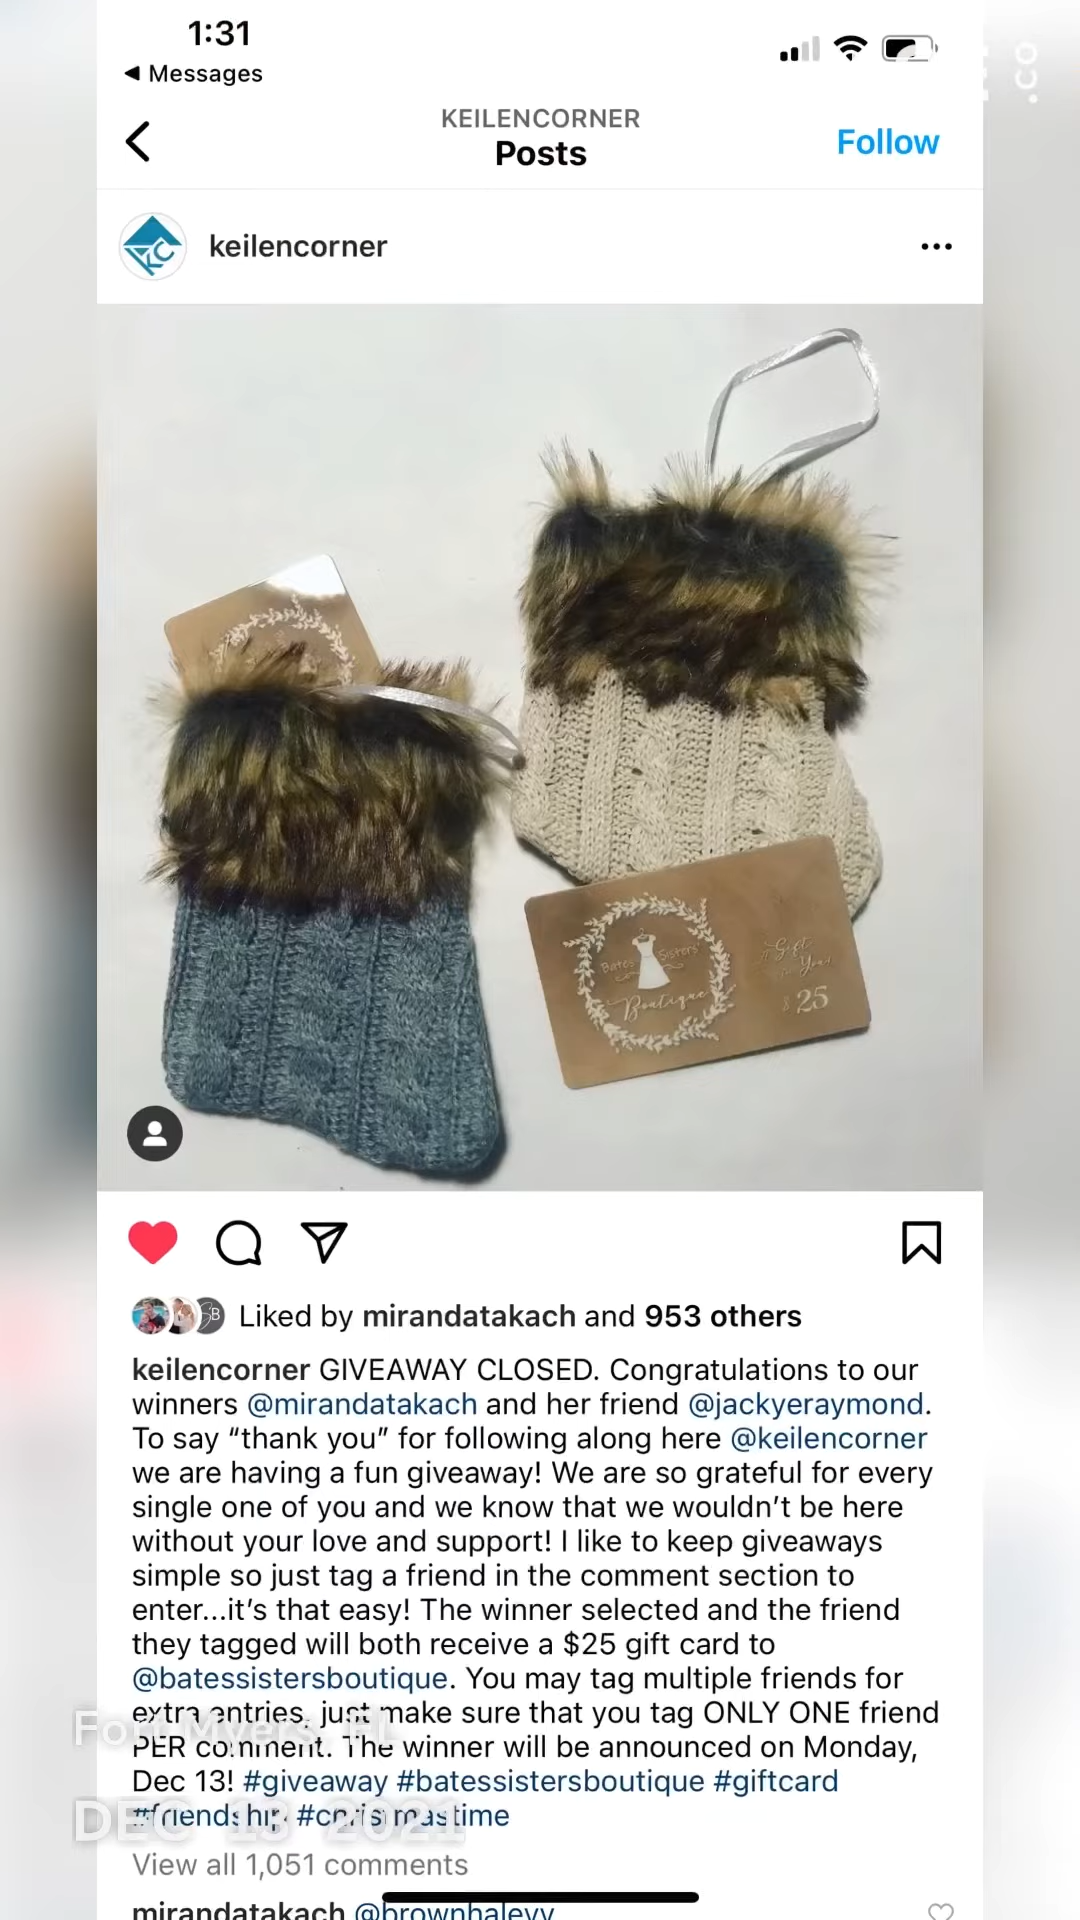 1:31
◀ Messages
.co
KEILENCORNER
Posts
Follow
keilencorner
Bates Sisters'
Boutique
A Gift
for You
$25
Liked by mirandatakach and 953 others
keilencorner GIVEAWAY CLOSED. Congratulations to our
winners @mirandatakach and her friend @jackyeraymond.
To say “thank you” for following along here @keilencorner
we are having a fun giveaway! We are so grateful for every
single one of you and we know that we wouldn’t be here
without your love and support! I like to keep giveaways
simple so just tag a friend in the comment section to
enter...it’s that easy! The winner selected and the friend
they tagged will both receive a $25 gift card to
@batessistersboutique. You may tag multiple friends for
extra entries, just make sure that you tag ONLY ONE friend
PER comment. The winner will be announced on Monday,
Dec 13! #giveaway #batessistersboutique #giftcard
#friendship #christmastime
Fort Myers, FL
DEC 13 2021
View all 1,051 comments
mirandatakach @brownhaleyy